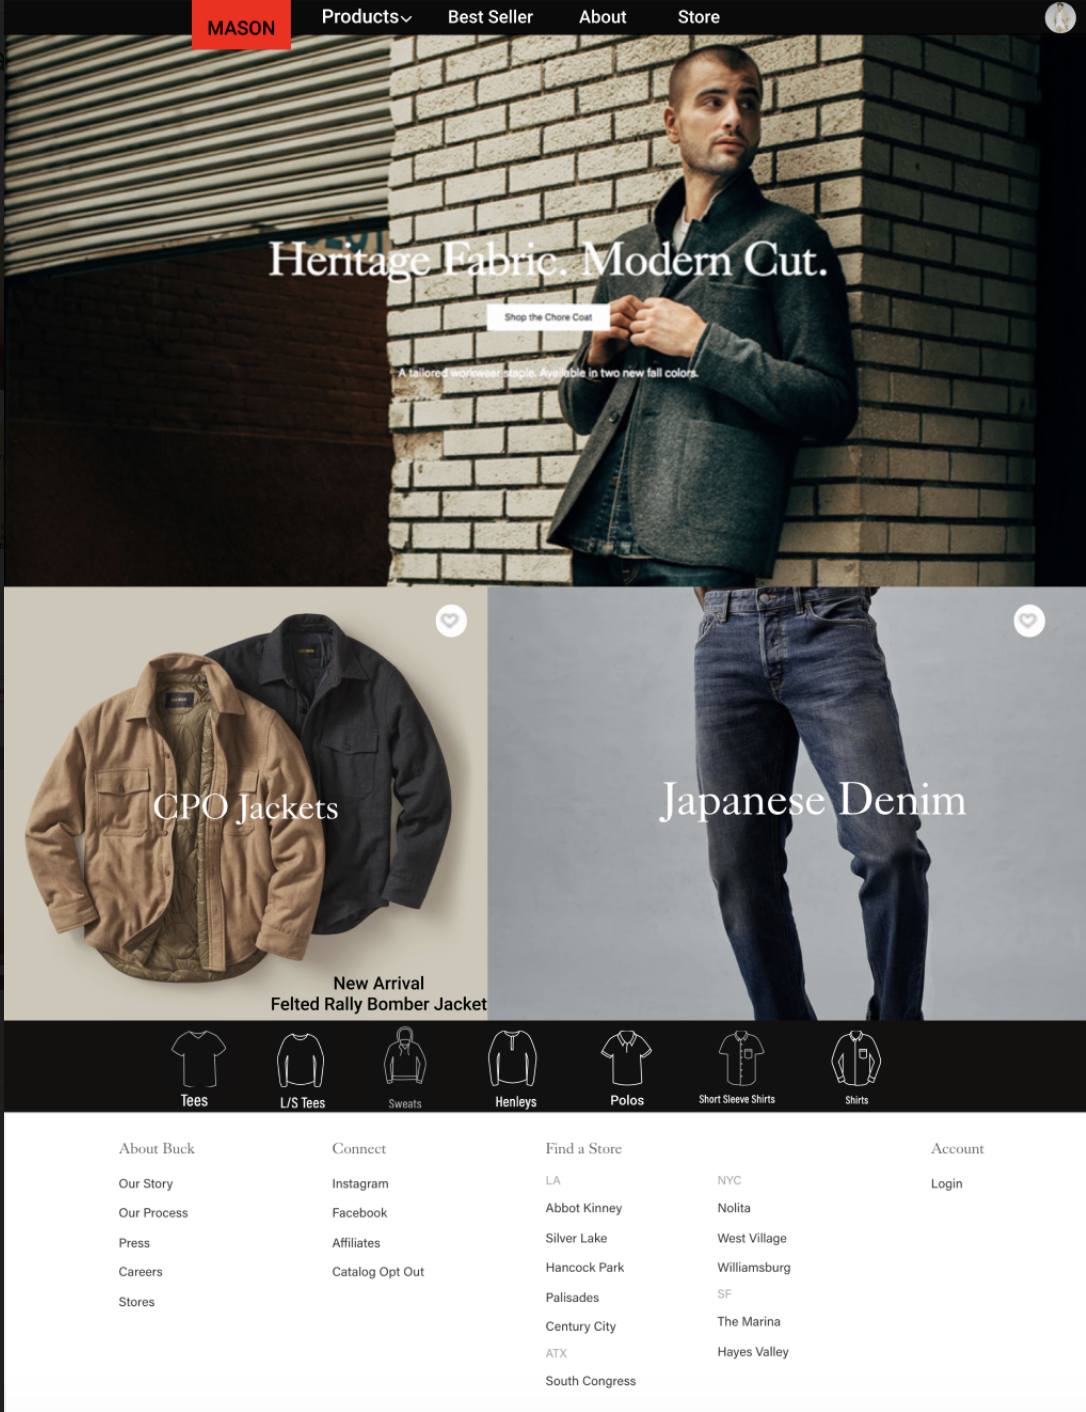 MASON
Products
Best Seller
About
Store
Heritage Fabric. Modern Cut.
Shop the Chore Coat
A tailored workwear staple. Available in two new fall colors.
CPO Jackets
Japanese Denim
New Arrival
Felted Rally Bomber Jacket
Tees
L/S Tees
Sweats
Henleys
Polos
Short Sleeve Shirts
Shirts
About Buck
Our Story
Our Process
Press
Careers
Stores
Connect
Instagram
Facebook
Affiliates
Catalog Opt Out
Find a Store
LA
Abbot Kinney
Silver Lake
Hancock Park
Palisades
Century City
ATX
South Congress
NYC
Nolita
West Village
Williamsburg
SF
The Marina
Hayes Valley
Account
Login